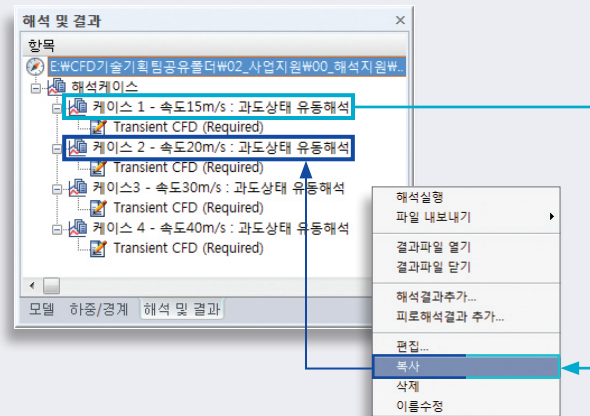 해석 및 결과
항목
E:₩CFD기술기획팀공유폴더₩02_사업지원₩00_해석지원₩..
해석케이스
케이스 1 - 속도15m/s : 과도상태 유동해석
Transient CFD (Required)
케이스 2 - 속도20m/s : 과도상태 유동해석
Transient CFD (Required)
케이스3 - 속도30m/s : 과도상태 유동해석
Transient CFD (Required)
케이스 4 - 속도40m/s : 과도상태 유동해석
Transient CFD (Required)
모델 하중/경계 해석 및 결과
해석실행
파일 내보내기
결과파일 열기
결과파일 닫기
해석결과추가...
피로해석결과 추가...
편집...
복사
삭제
이름수정